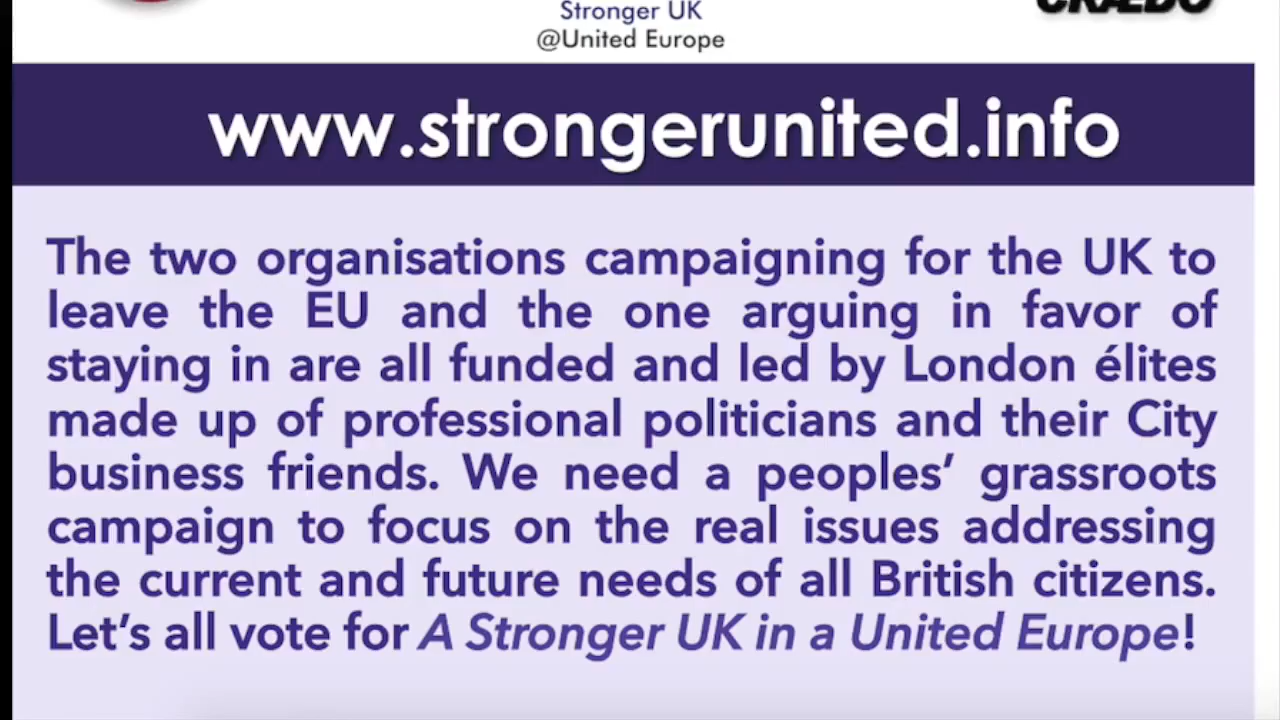 Stronger UK
@United Europe
www.strongerunited.info
The two organisations campaigning for the UK to
leave the EU and the one arguing in favor of
staying in are all funded and led by London élites
made up of professional politicians and their City
business friends. We need a peoples’ grassroots
campaign to focus on the real issues addressing
the current and future needs of all British citizens.
Let’s all vote for A Stronger UK in a United Europe!